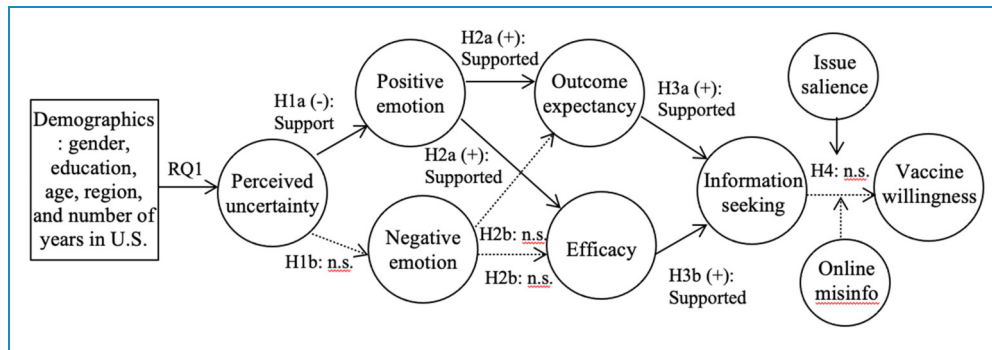 Demographics
: gender,
education,
age, region,
and number of
years in U.S.
RQ1
Perceived
uncertainty
H1a (-):
Support
H1b: n.s.
Positive
emotion
Negative
emotion
H2a (+):
Supported
H2a (+):
Supported
H2b: n.s.
H2b: n.s.
Outcome
expectancy
Efficacy
H3a (+):
Supported
H3b (+):
Supported
Information
seeking
Issue
salience
H4: n.s.
Online
misinfo
Vaccine
willingness